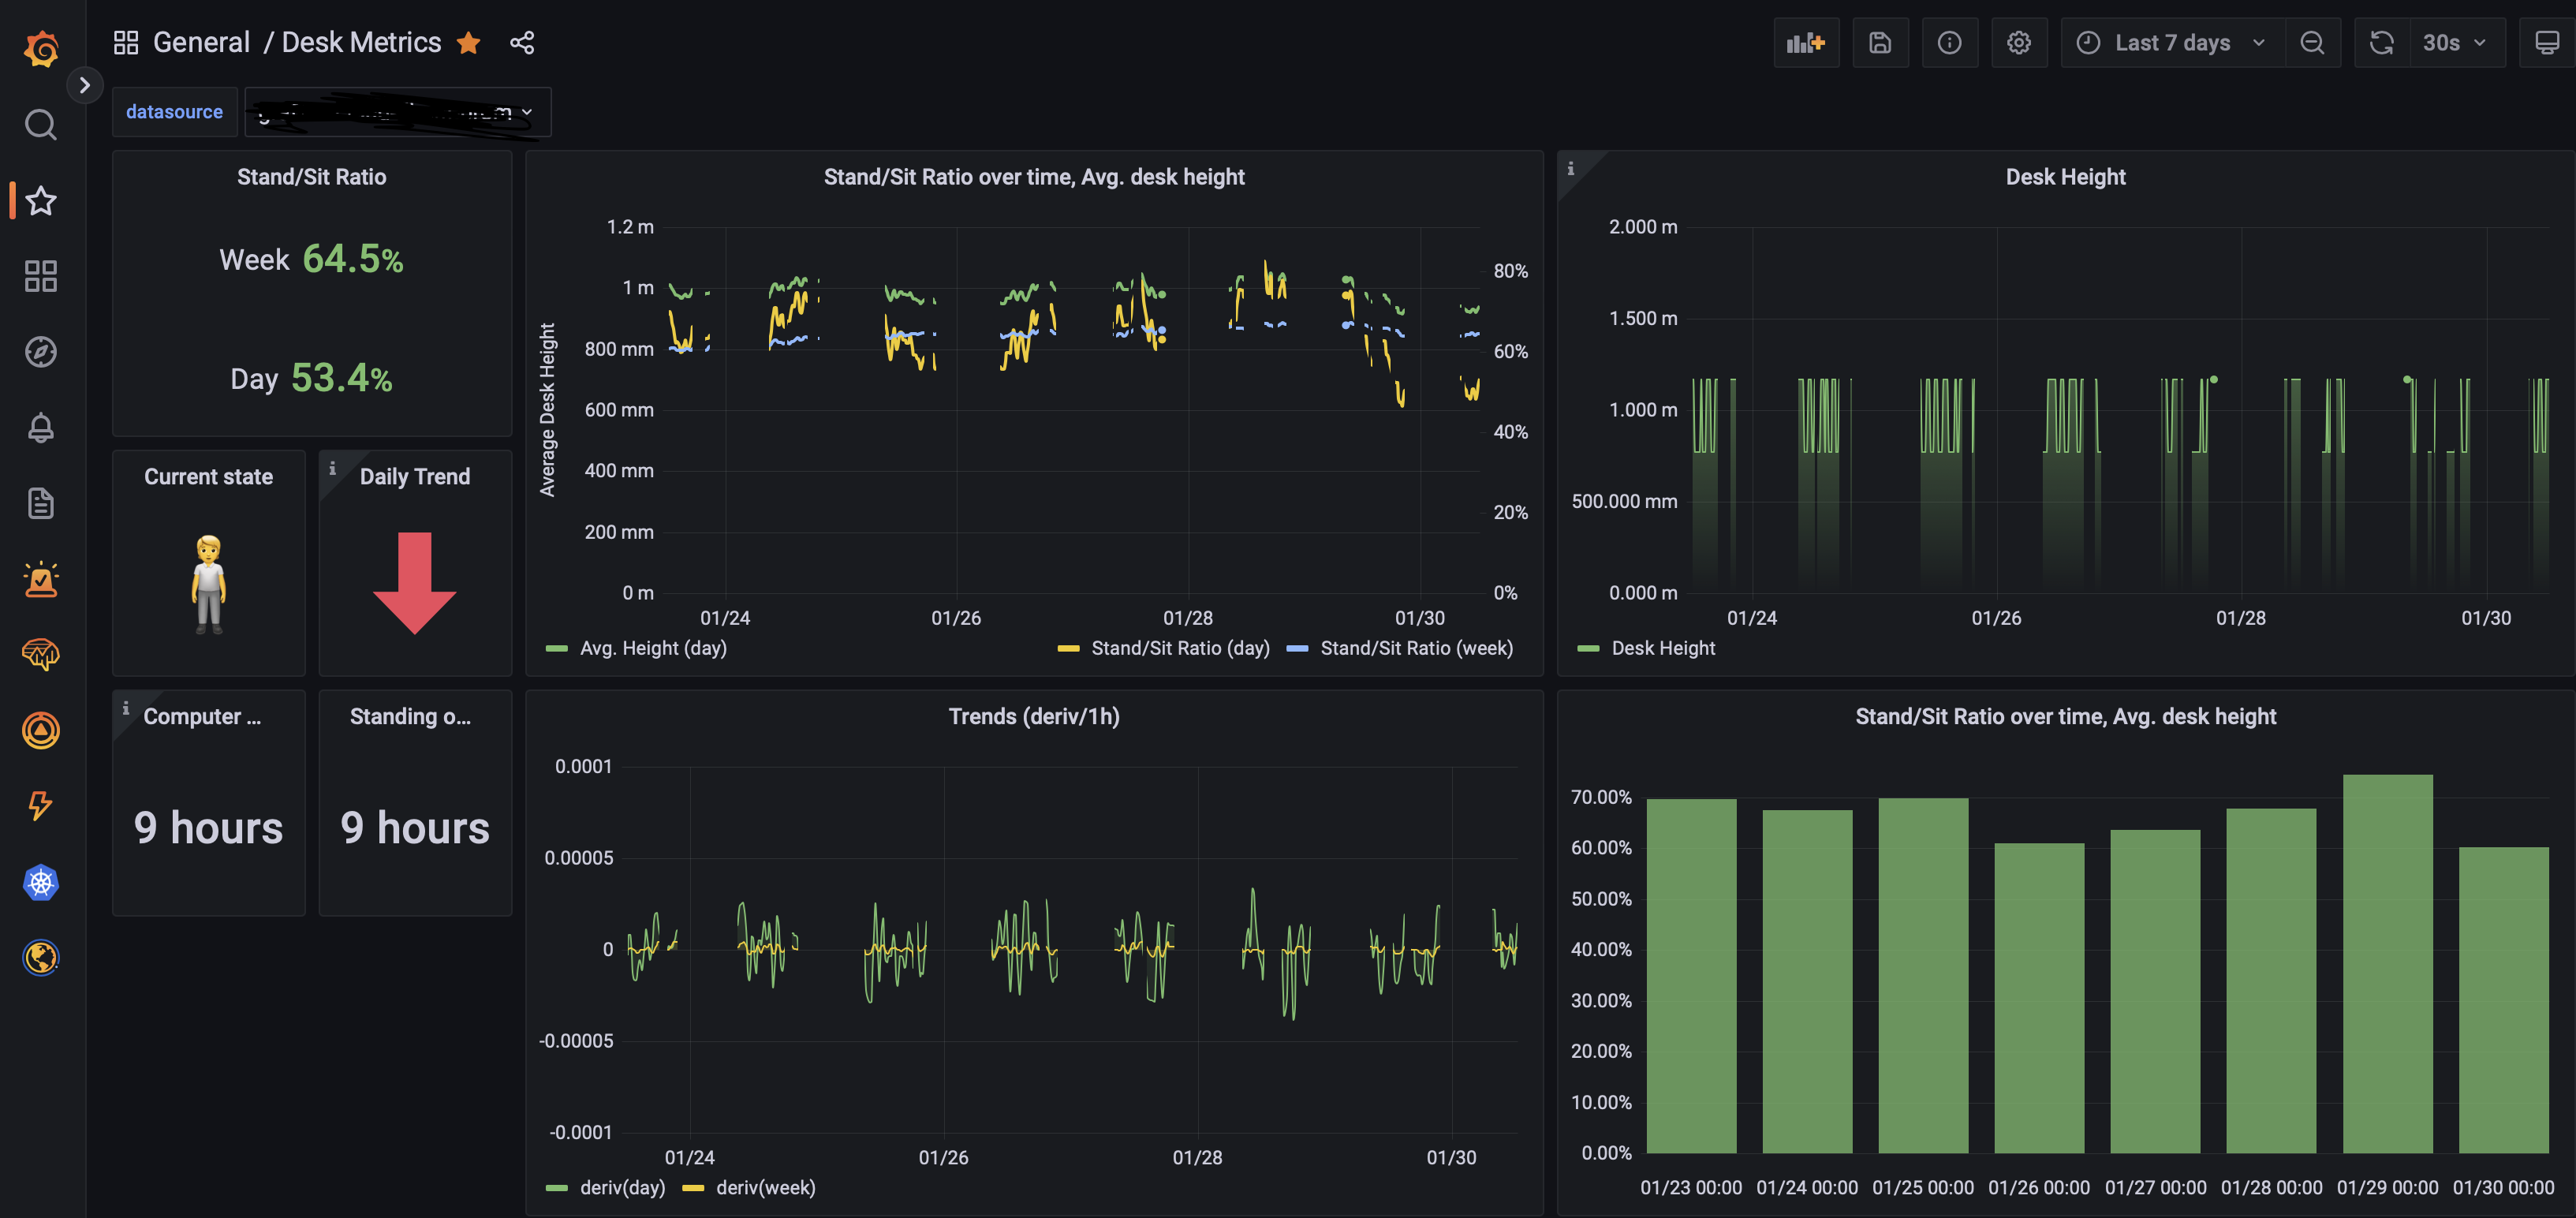 General / Desk Metrics
Last 7 days
30s
datasource
Stand/Sit Ratio
Week 64.5%
Day 53.4%
Current state
Daily Trend
Computer ...
9 hours
Standing o...
9 hours
Stand/Sit Ratio over time, Avg. desk height
Average Desk Height
1.2 m
1 m
800 mm
600 mm
400 mm
200 mm
0 m
80%
60%
40%
20%
0%
01/24 01/26 01/28 01/30
Avg. Height (day) Stand/Sit Ratio (day) Stand/Sit Ratio (week)
Desk Height
2.000 m
1.500 m
1.000 m
500.000 mm
0.000 m
01/24 01/26 01/28 01/30
Desk Height
Trends (deriv/1h)
0.0001
0.00005
0
-0.00005
-0.0001
01/24 01/26 01/28 01/30
deriv(day) deriv(week)
Stand/Sit Ratio over time, Avg. desk height
70.00%
60.00%
50.00%
40.00%
30.00%
20.00%
10.00%
0.00%
01/23 00:00 01/24 00:00 01/25 00:00 01/26 00:00 01/27 00:00 01/28 00:00 01/29 00:00 01/30 00:00